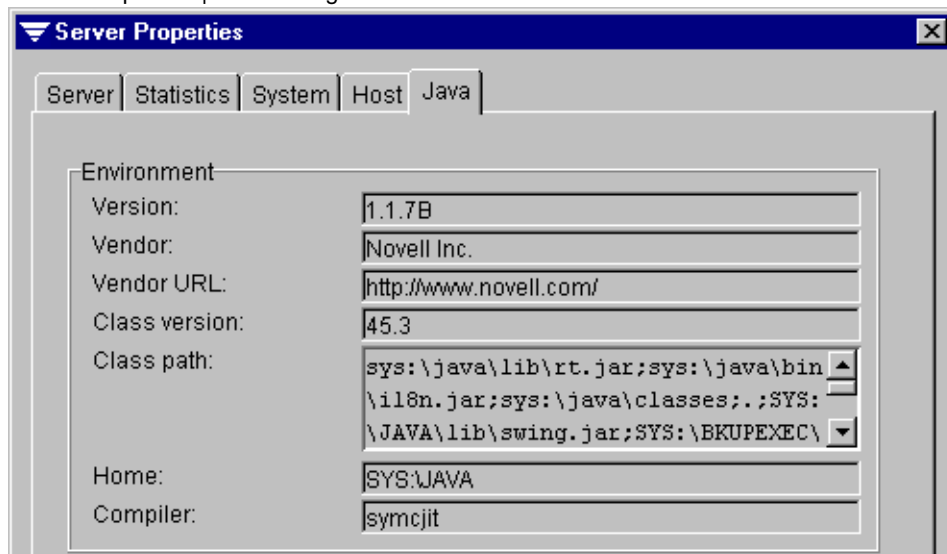 Server Properties
Server Statistics System Host Java
Environment
Version: 1.1.7B
Vendor: Novell Inc.
Vendor URL: http://www.novell.com/
Class version: 45.3
Class path: sys:\java\lib\rt.jar;sys:\java\bin
\i18n.jar;sys:\java\classes;.;SYS:
\JAVA\lib\swing.jar;SYS:\BKUPEXEC\
Home: SYS:\JAVA
Compiler: symcjit